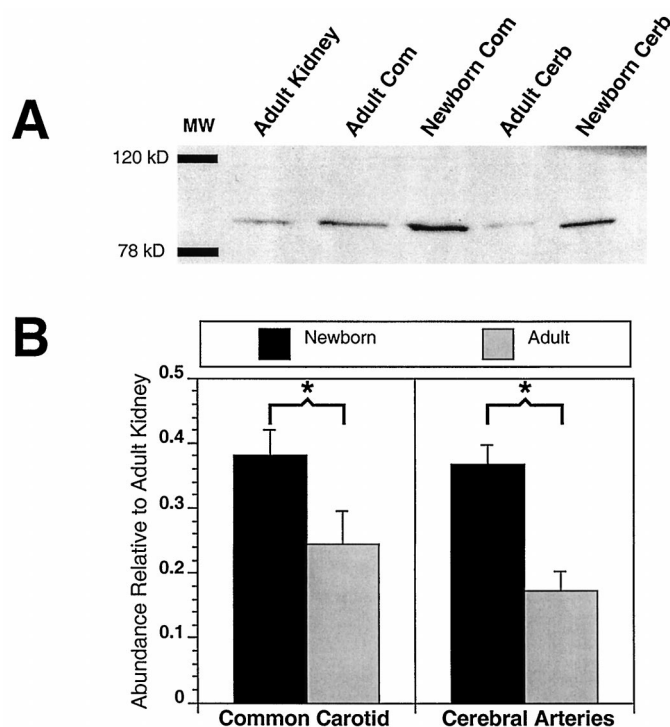 A
MW
Adult Kidney
Adult Com
Newborn Com
Adult Cerb
Newborn Cerb
120 kD
78 kD
B
Newborn
Adult
Abundance Relative to Adult Kidney
0.5
0.4
0.3
0.2
0.1
0
*
*
Common Carotid
Cerebral Arteries